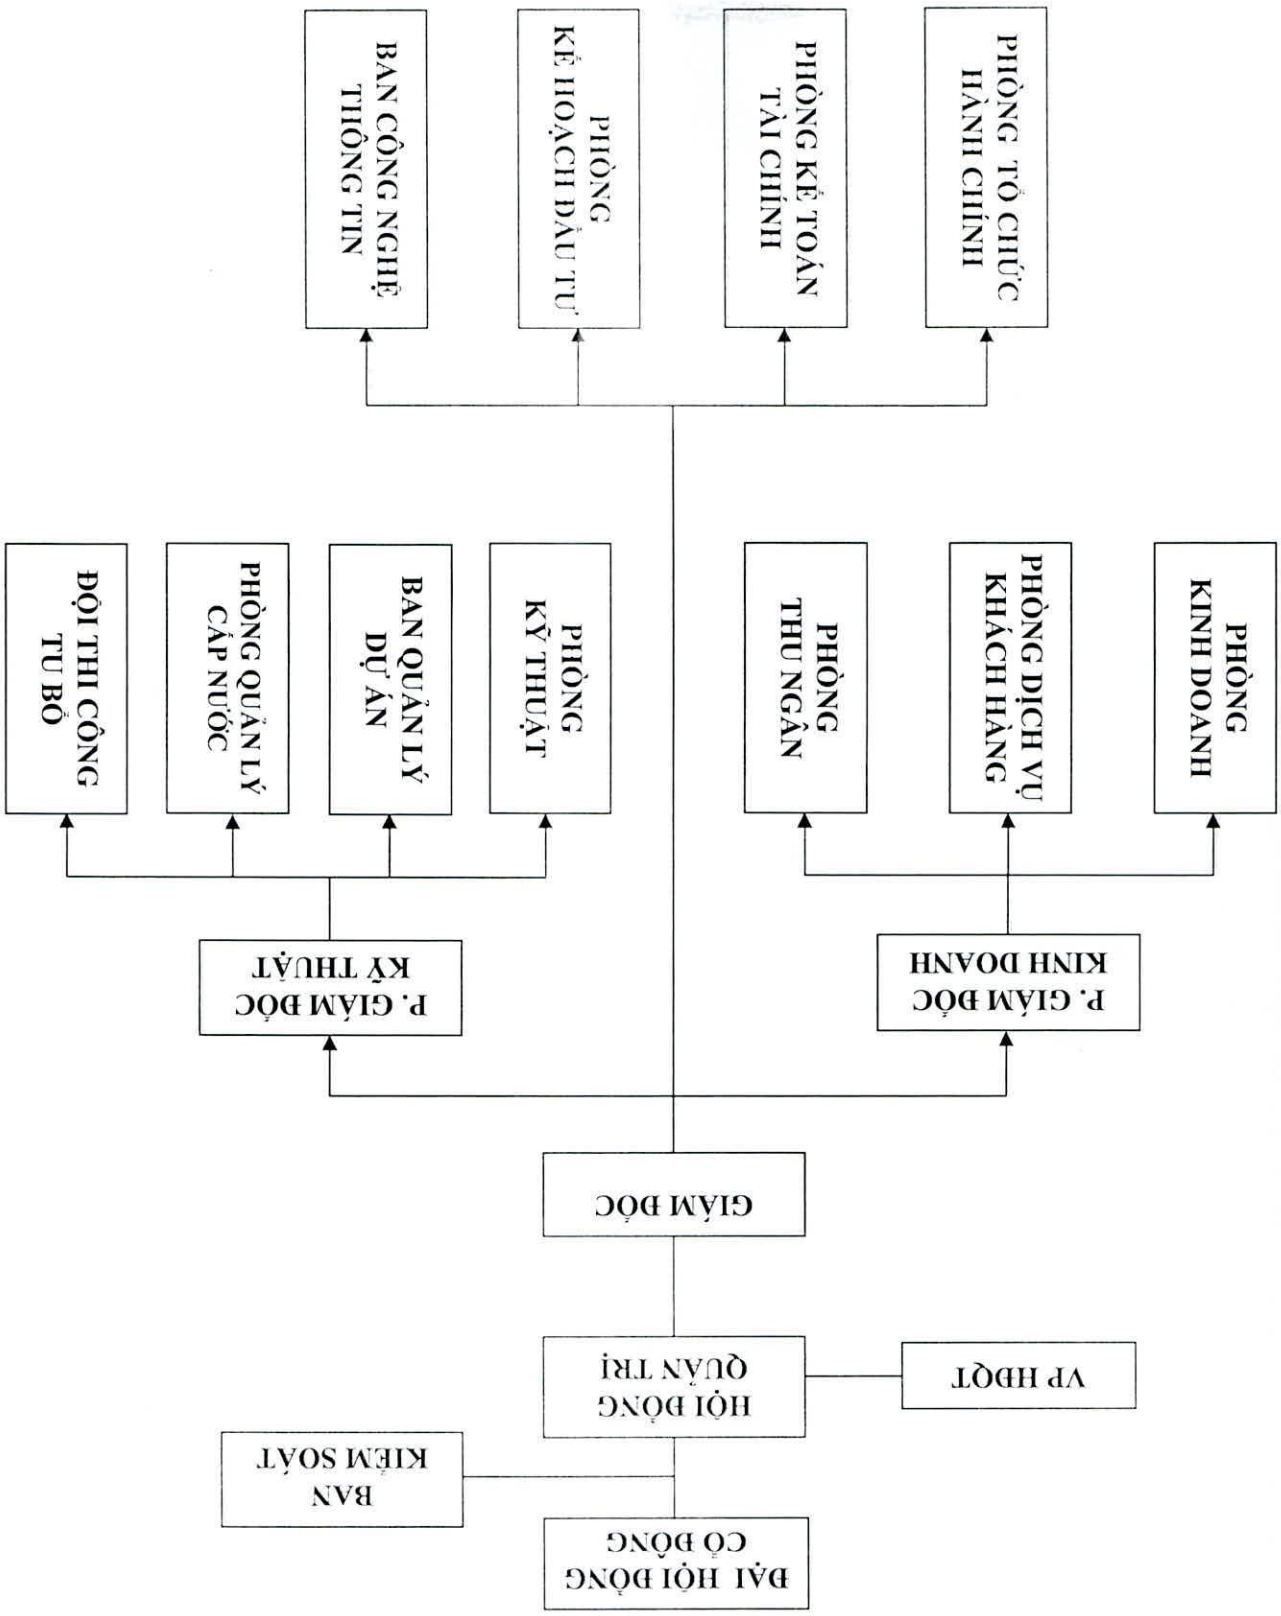 ĐẠI HỘI ĐỒNG
CỔ ĐÔNG
BAN
KIỂM SOÁT
HỘI ĐỒNG
QUẢN TRỊ
VP HĐQT
GIÁM ĐỐC
P. GIÁM ĐỐC
KINH DOANH
P. GIÁM ĐỐC
KỸ THUẬT
PHÒNG
KINH DOANH
PHÒNG DỊCH VỤ
KHÁCH HÀNG
PHÒNG
THU NGÂN
PHÒNG
KỸ THUẬT
BAN QUẢN LÝ
DỰ ÁN
PHÒNG QUẢN LÝ
CẤP NƯỚC
ĐỘI THI CÔNG
TU BỔ
PHÒNG TỔ CHỨC
HÀNH CHÍNH
PHÒNG KẾ TOÁN
TÀI CHÍNH
PHÒNG
KẾ HOẠCH ĐẦU TƯ
BAN CÔNG NGHỆ
THÔNG TIN